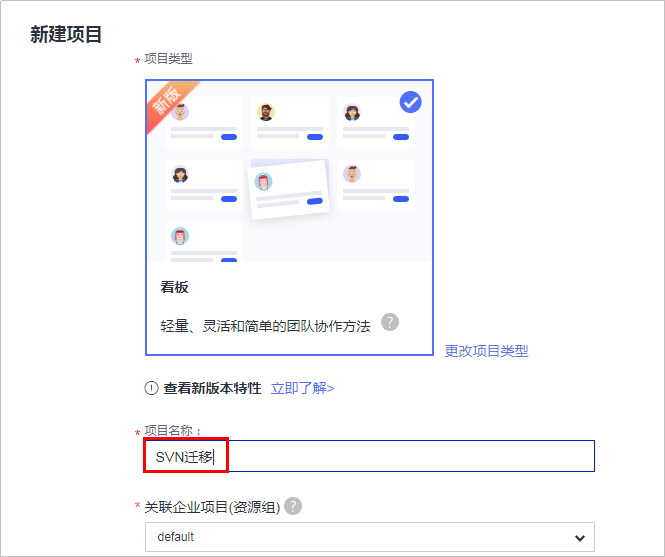 新建项目
* 项目类型
新版
看板
轻量、灵活和简单的团队协作方法 ?
更改项目类型
查看新版本特性 立即了解>
* 项目名称：
SVN迁移
* 关联企业项目(资源组) ?
default